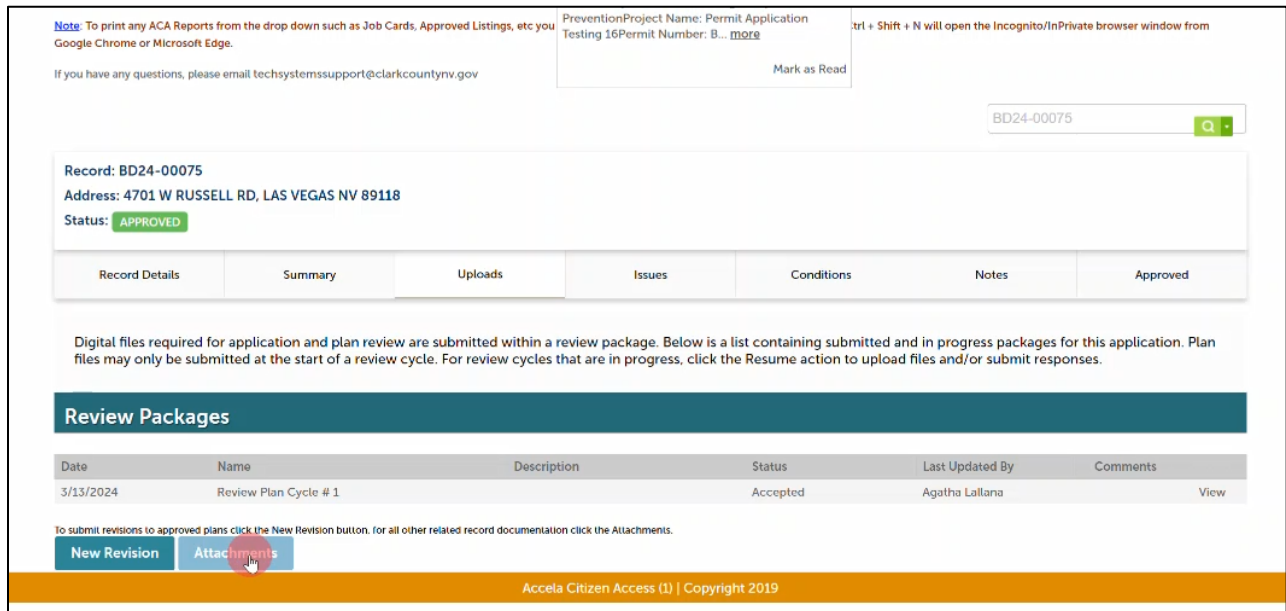 PreventionProject Name: Permit Application
Testing 16Permit Number: B... more
Mark as Read
Note: To print any ACA Reports from the drop down such as Job Cards, Approved Listings, etc you
trl + Shift + N will open the Incognito/InPrivate browser window from
Google Chrome or Microsoft Edge.
If you have any questions, please email techsystemssupport@clarkcountynv.gov
BD24-00075
Record: BD24-00075
Address: 4701 W RUSSELL RD, LAS VEGAS NV 89118
Status: APPROVED
Record Details Summary Uploads Issues Conditions Notes Approved
Digital files required for application and plan review are submitted within a review package. Below is a list containing submitted and in progress packages for this application. Plan
files may only be submitted at the start of a review cycle. For review cycles that are in progress, click the Resume action to upload files and/or submit responses.
Review Packages
Date Name Description Status Last Updated By Comments
3/13/2024 Review Plan Cycle # 1 Accepted Agatha Lallana View
To submit revisions to approved plans click the New Revision button, for all other related record documentation click the Attachments.
New Revision Attachments
Accela Citizen Access (1) | Copyright 2019